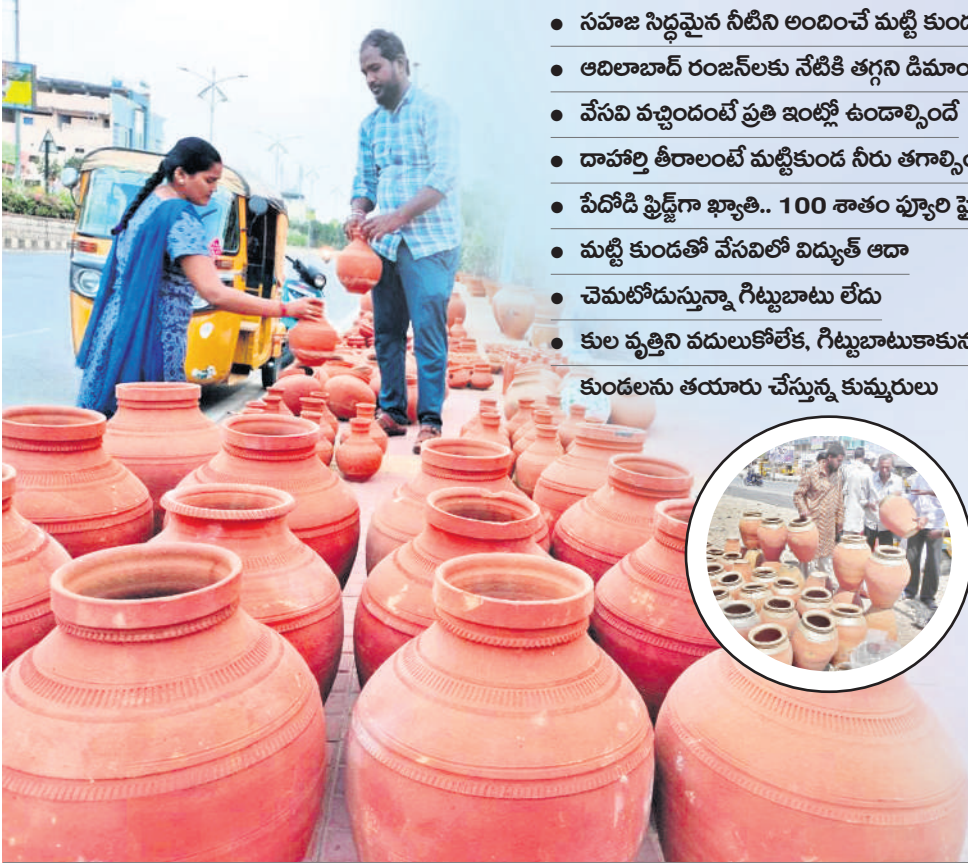 • సహజ సిద్ధమైన నీటిని అందించే మట్టి
• ఆదిలాబాద్ రంజన్‌లకు నేటికి తగ్గని
• వేసవి వచ్చిందంటే ప్రతి ఇంట్లో ఉండాల్సిందే
• దాహార్తి తీరాలంటే మట్టికుండ నీరు
• పేదోడి ఫ్రిడ్జ్‌గా ఖ్యాతి.. 100 శాతం ఫ్యూరి
• మట్టి కుండతో వేసవిలో విద్యుత్ ఆదా
• చెమటోడుస్తున్నా గిట్టుబాటు లేదు
• కుల వృత్తిని వదులుకోలేక,
కుండలను తయారు చేస్తున్న కుమ్మరులు